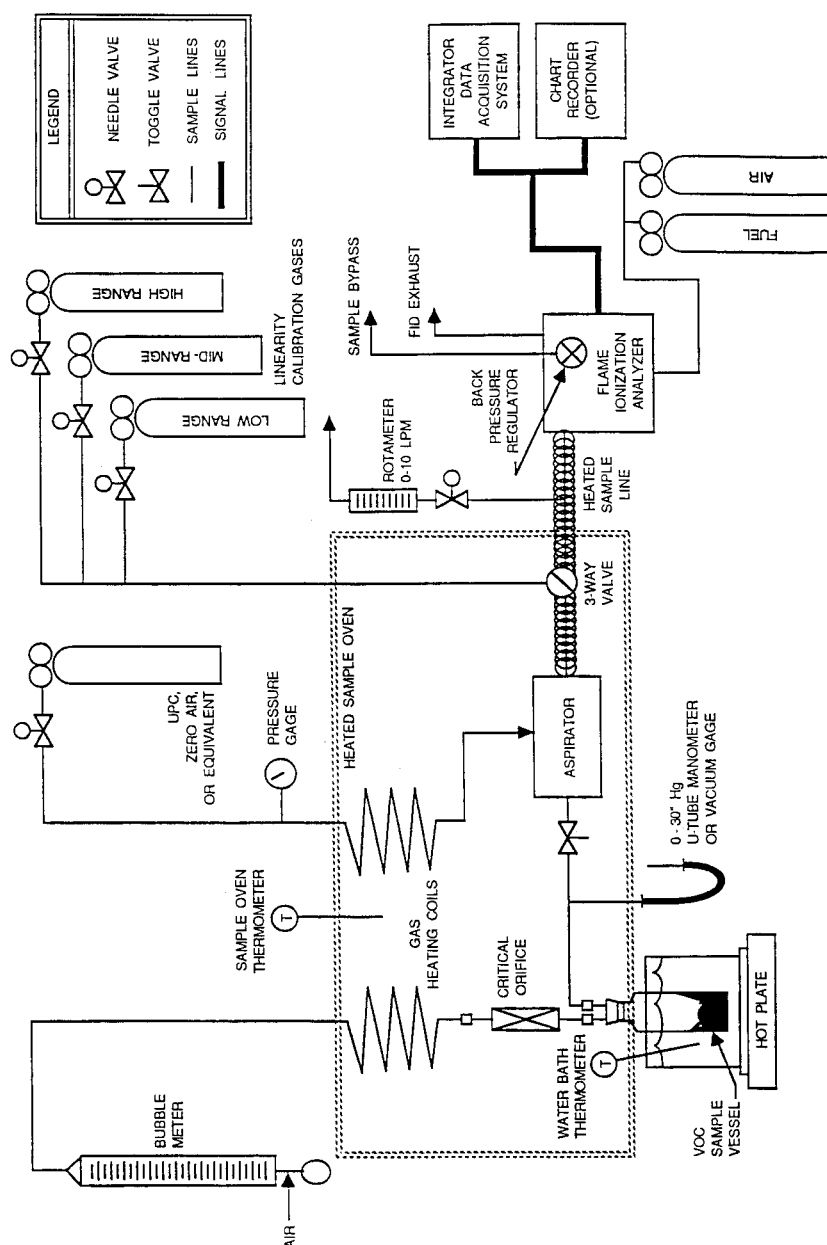 LEGEND
NEEDLE VALVE
TOGGLE VALVE
SAMPLE LINES
SIGNAL LINES
HIGH RANGE
MID-RANGE
LOW RANGE
LINEARITY
CALIBRATION GASES
UPC,
ZERO AIR,
OR EQUIVALENT
PRESSURE
GAGE
SAMPLE OVEN
THERMOMETER
T
BUBBLE
METER
AIR
HEATED SAMPLE OVEN
GAS
HEATING COILS
CRITICAL
ORIFICE
WATER BATH
THERMOMETER
T
VOC
SAMPLE
VESSEL
HOT PLATE
0 - 30" Hg
U-TUBE MANOMETER
OR VACUUM GAGE
ASPIRATOR
3-WAY
VALVE
HEATED
SAMPLE
LINE
ROTAMETER
0-10 LPM
BACK
PRESSURE
REGULATOR
SAMPLE BYPASS
FID EXHAUST
FLAME
IONIZATION
ANALYZER
INTEGRATOR
DATA
ACQUISITION
SYSTEM
CHART
RECORDER
(OPTIONAL)
FUEL
AIR